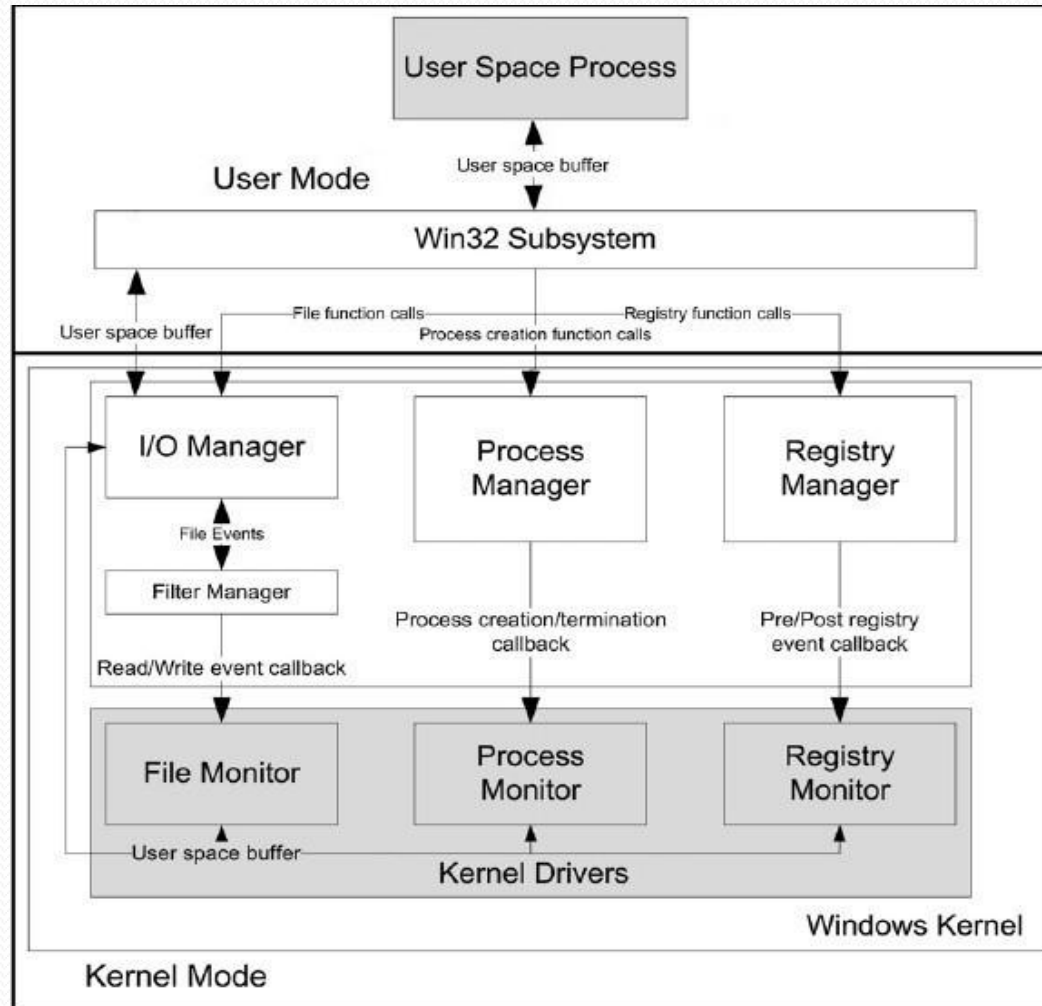 User Space Process
User space buffer
User Mode
Win32 Subsystem
File function calls
Registry function calls
User space buffer
Process creation function calls
I/O Manager
Process
Manager
Registry
Manager
File Events
Filter Manager
Process creation/termination
callback
Pre/Post registry
event callback
Read/Write event callback
File Monitor
Process
Monitor
Registry
Monitor
User space buffer
Kernel Drivers
Windows Kernel
Kernel Mode